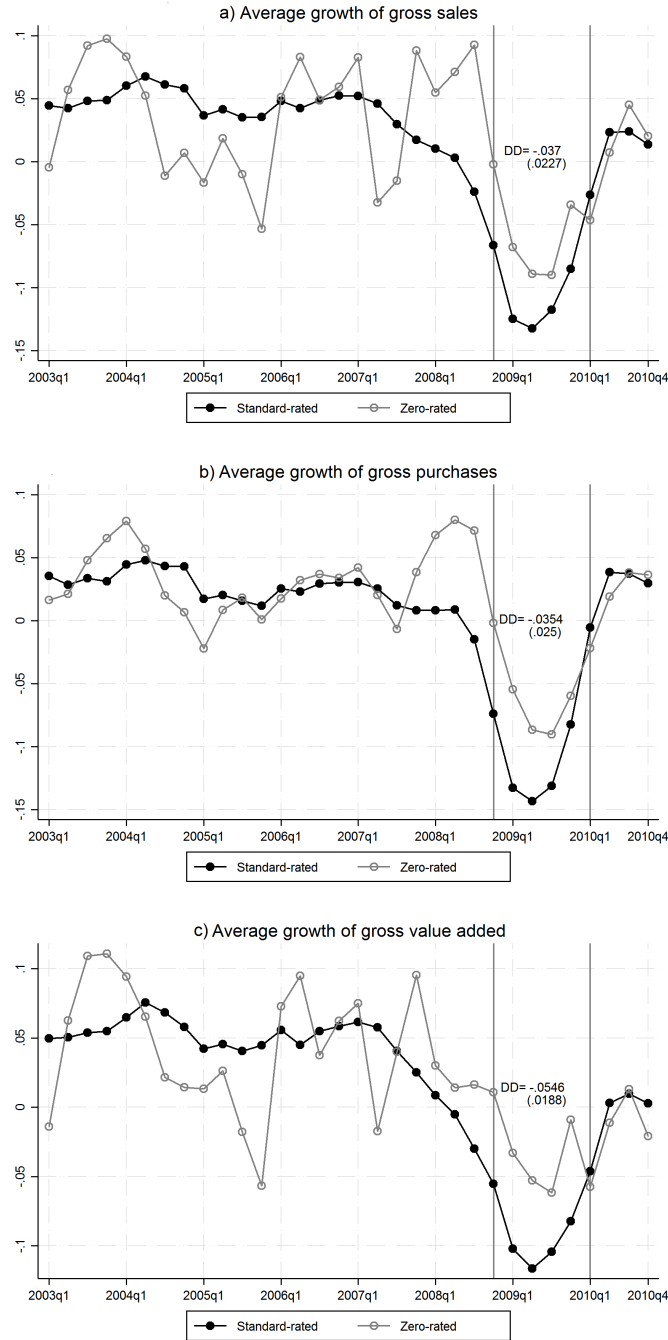 a) Average growth of gross sales
.1
.05
0
-.05
-.1
-.15
DD= -.037
(.0227)
2003q1 2004q1 2005q1 2006q1 2007q1 2008q1 2009q1 2010q1 2010q4
Standard-rated Zero-rated
b) Average growth of gross purchases
.1
.05
0
-.05
-.1
-.15
DD= -.0354
(.025)
2003q1 2004q1 2005q1 2006q1 2007q1 2008q1 2009q1 2010q1 2010q4
Standard-rated Zero-rated
c) Average growth of gross value added
.1
.05
0
-.05
-.1
DD= -.0546
(.0188)
2003q1 2004q1 2005q1 2006q1 2007q1 2008q1 2009q1 2010q1 2010q4
Standard-rated Zero-rated